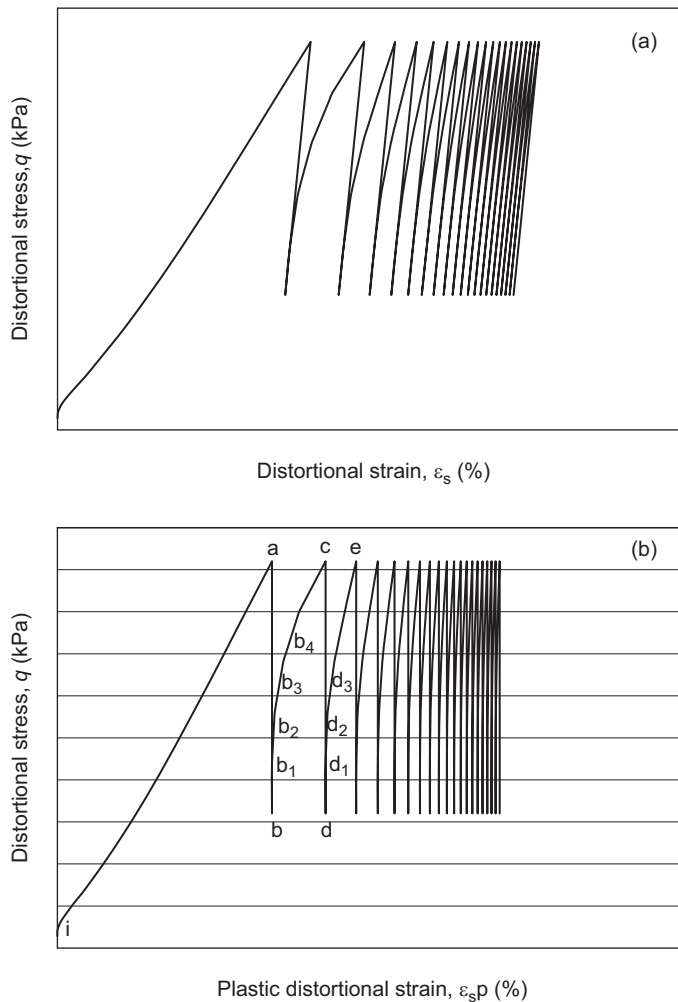 (a)
Distortional stress,q (kPa)
Distortional strain, εs (%)
(b)
a c e
b4
b3 d3
b2 d2
b1 d1
b d
i
Distortional stress, q (kPa)
Plastic distortional strain, εsp (%)